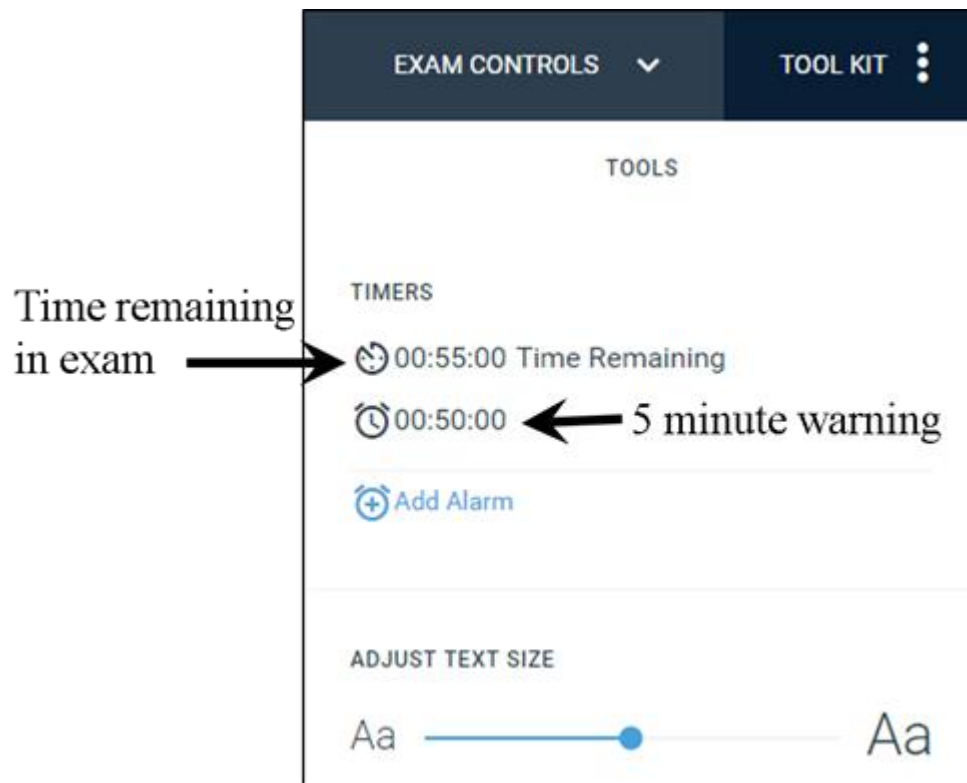 EXAM CONTROLS TOOL KIT
TOOLS
TIMERS
Time remaining
in exam
00:55:00 Time Remaining
00:50:00 5 minute warning
Add Alarm
ADJUST TEXT SIZE
Aa Aa